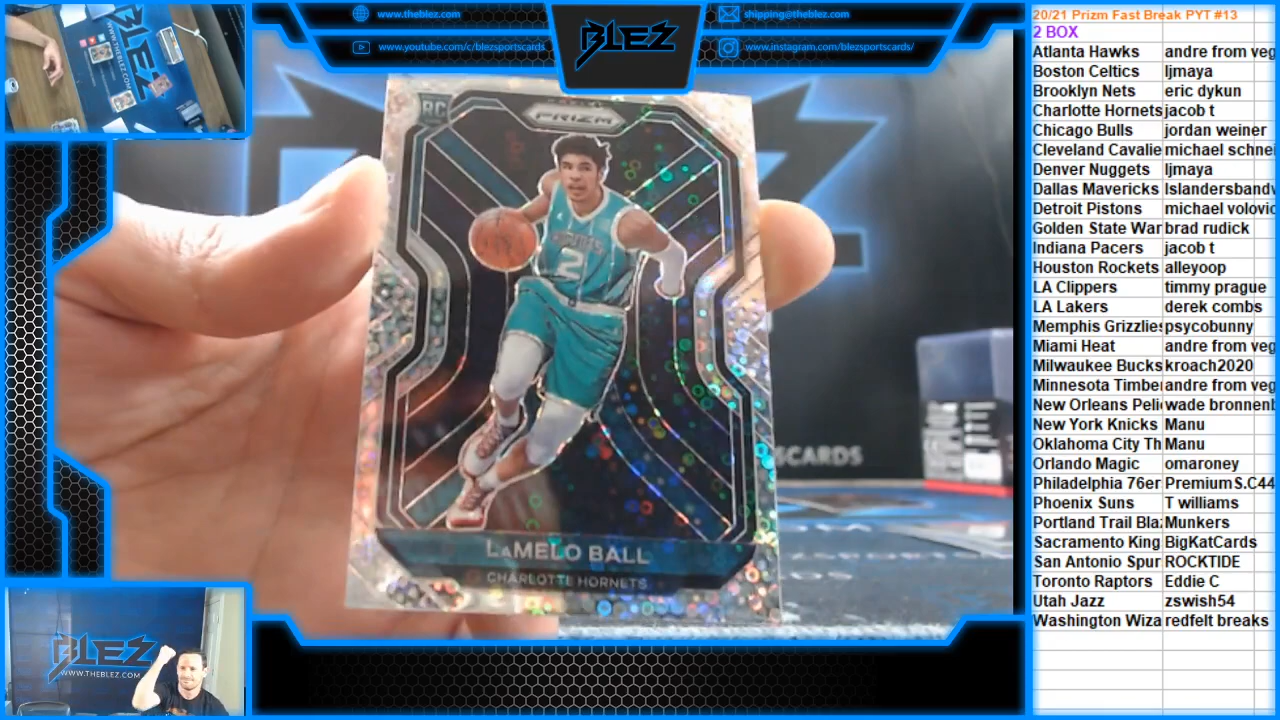 www.theblez.com
shipping@theblez.com
www.youtube.com/c/blezsportscards
www.instagram.com/blezsportscards/
BLEZ
RC
PRIZM
HORNETS
2
LAMELO BALL
CHARLOTTE HORNETS
SCARDS
BLEZ
BLEZ
WWW.THEBLEZ.COM
20/21 Prizm Fast Break PYT #13
2 BOX
Atlanta Hawks andre from veg
Boston Celtics ljmaya
Brooklyn Nets eric dykun
Charlotte Hornets jacob t
Chicago Bulls jordan weiner
Cleveland Cavalie michael schnei
Denver Nuggets ljmaya
Dallas Mavericks Islandersbandw
Detroit Pistons michael volovic
Golden State War brad rudick
Indiana Pacers jacob t
Houston Rockets alleyoop
LA Clippers timmy prague
LA Lakers derek combs
Memphis Grizzlies psycobunny
Miami Heat andre from veg
Milwaukee Bucks kroach2020
Minnesota Timber andre from veg
New Orleans Peli wade bronnenb
New York Knicks Manu
Oklahoma City Th Manu
Orlando Magic omaroney
Philadelphia 76er PremiumS.C44
Phoenix Suns T williams
Portland Trail Bla Munkers
Sacramento King BigKatCards
San Antonio Spur ROCKTIDE
Toronto Raptors Eddie C
Utah Jazz zswish54
Washington Wiza redfelt breaks